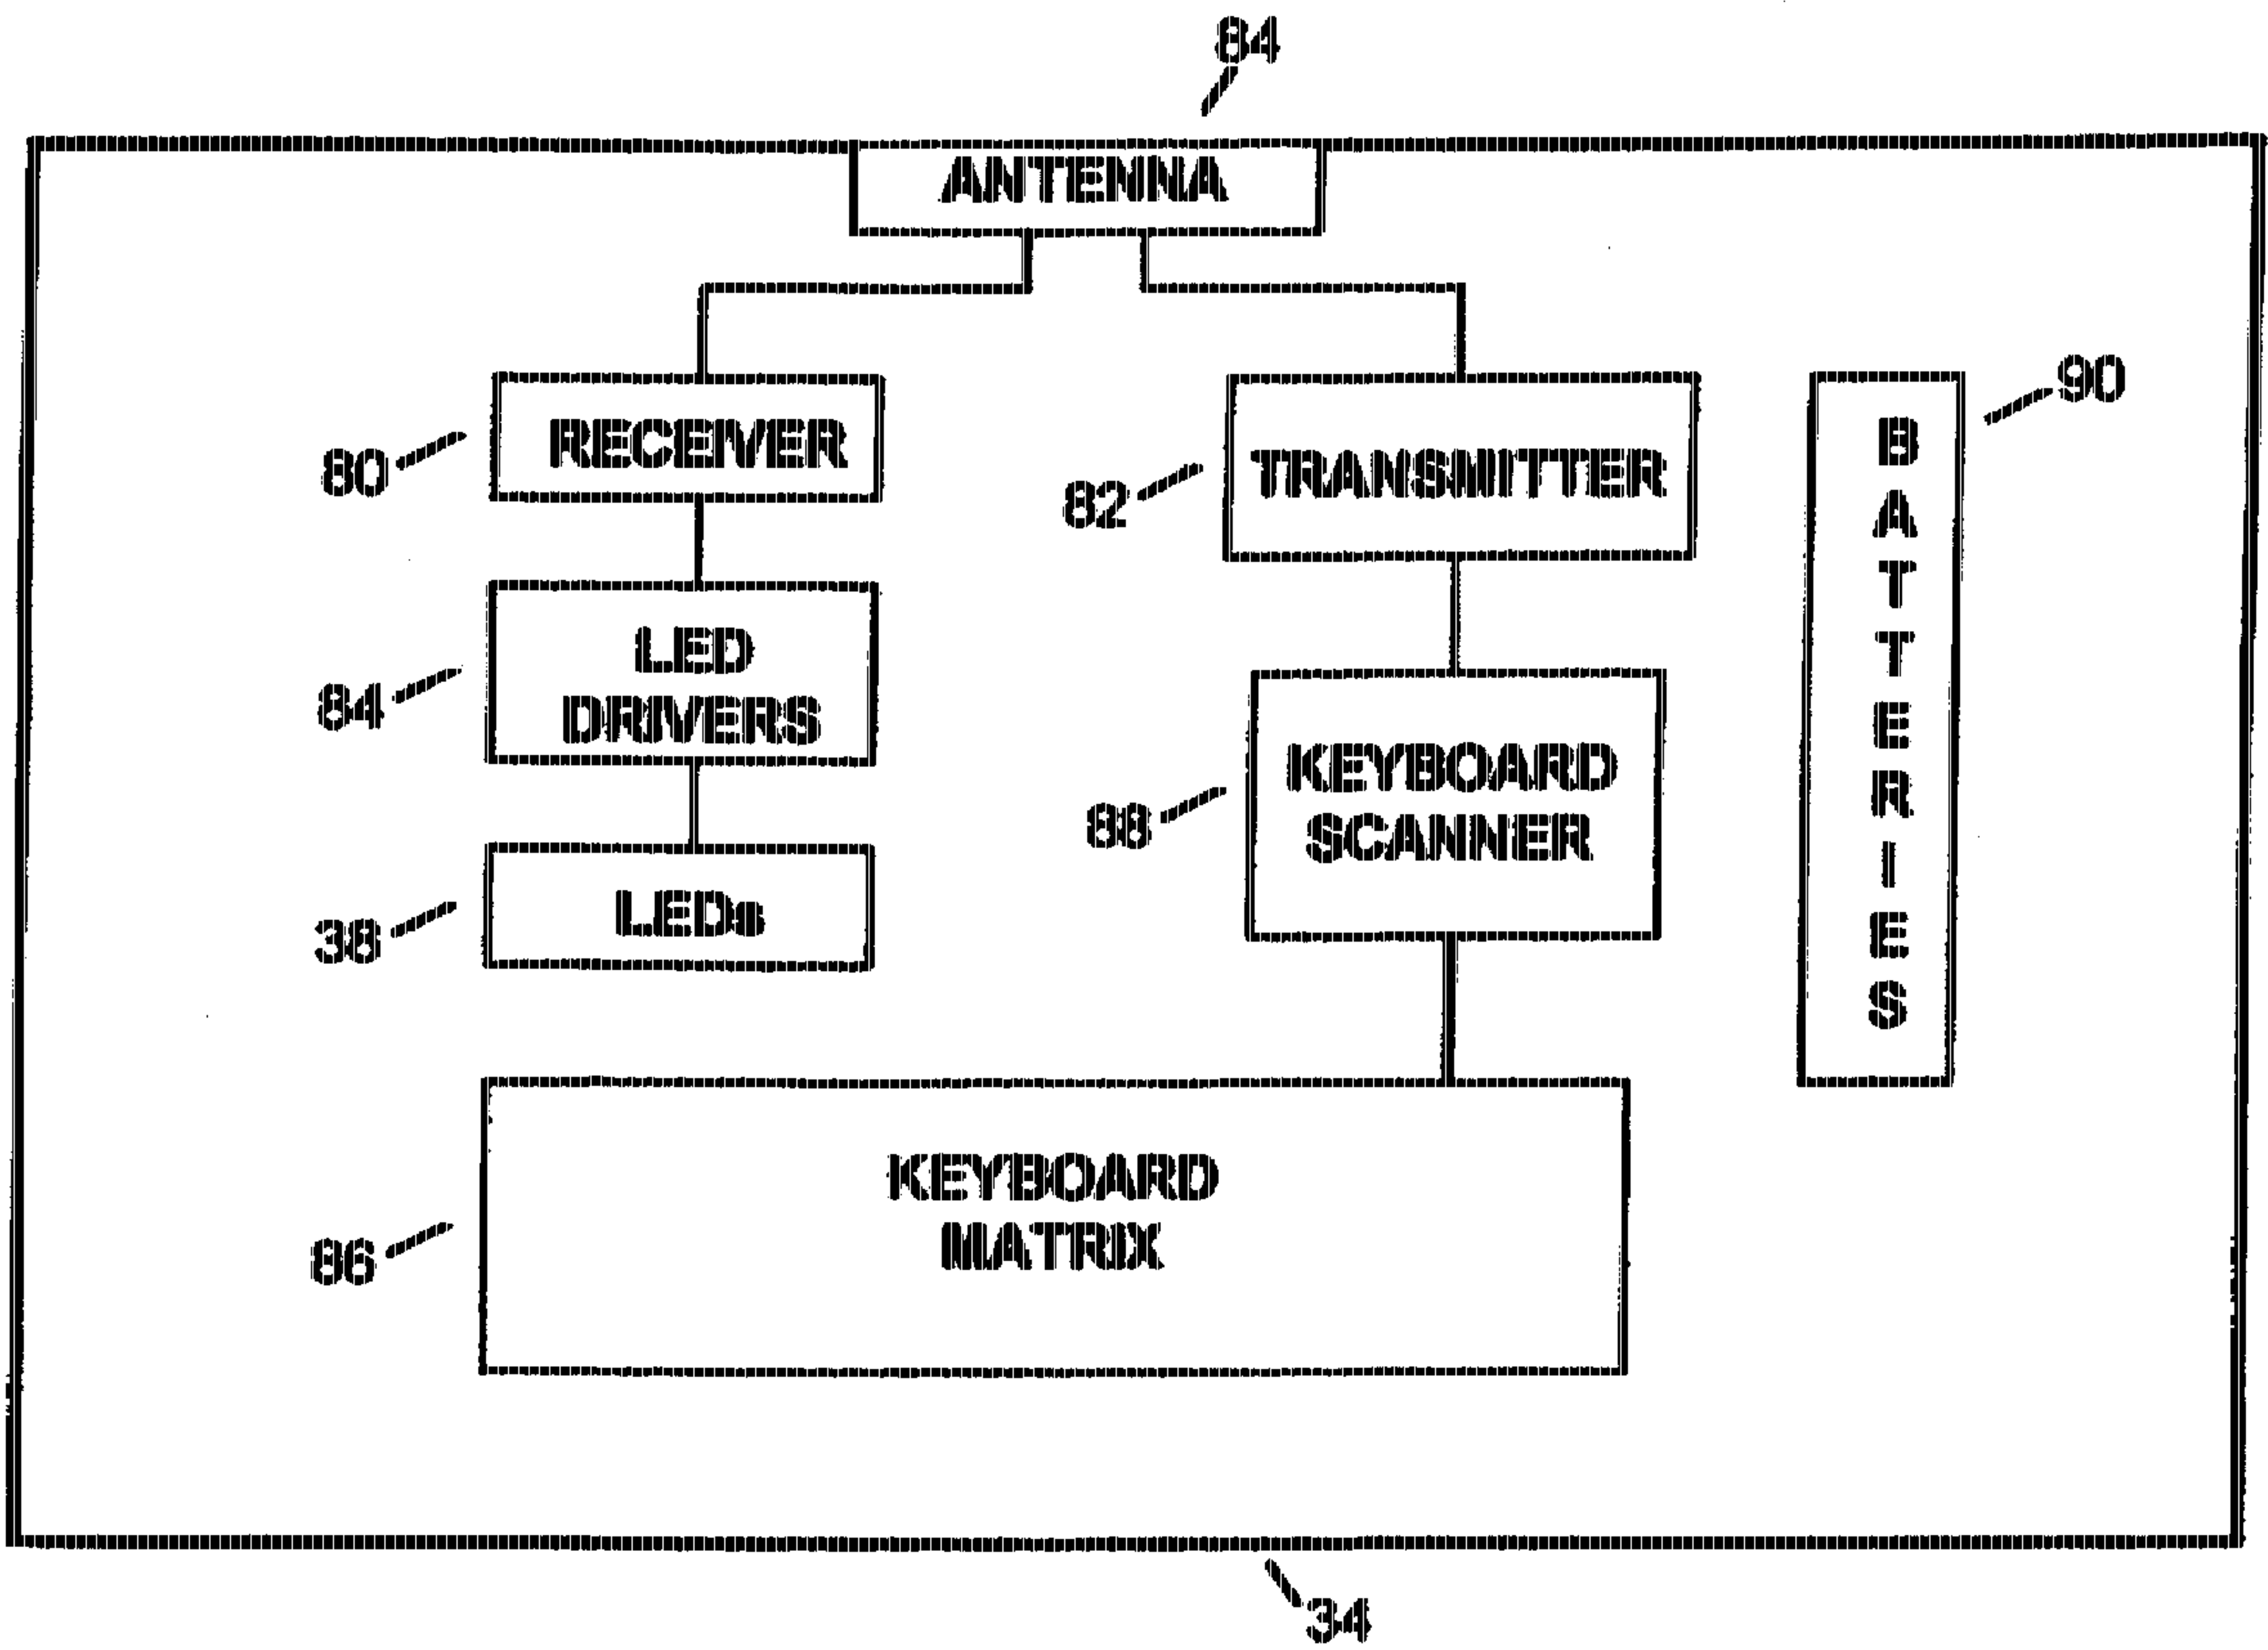 84
ANTENNA
80
RECEIVER
82
TRANSMITTER
90
BATTERIES
84
LED
DRIVERS
88
KEYBOARD
SCANNER
38
LEDs
86
KEYBOARD
MATRIX
34